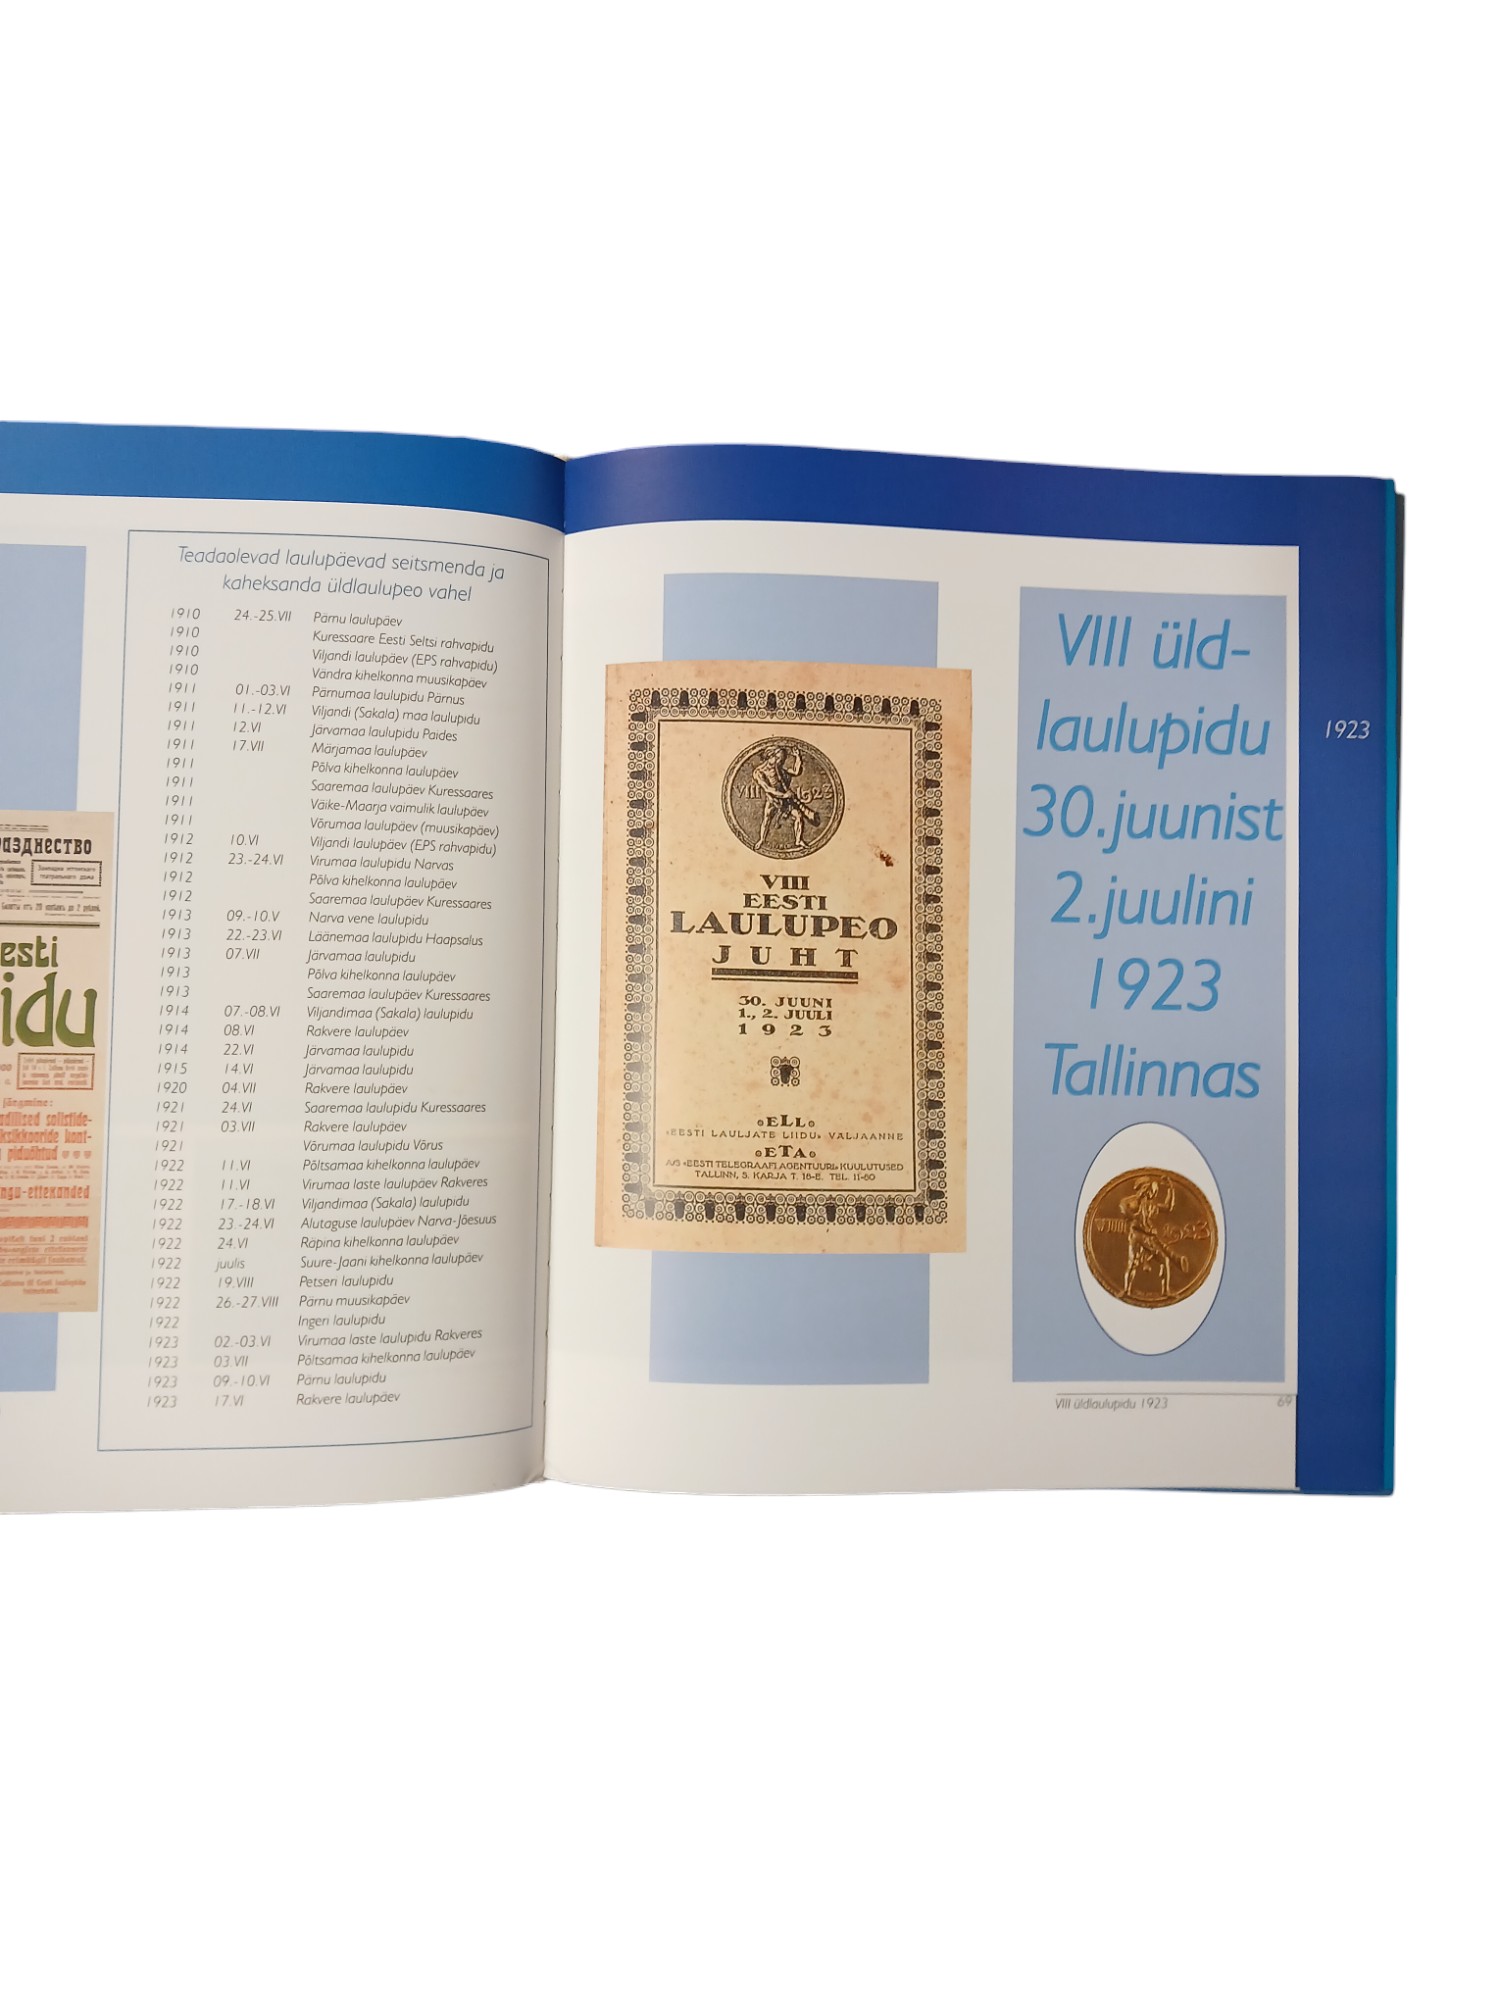 разднество
esti
idu
jõngmine:
Teadaolevad laulupäevad seitsmenda ja
kaheksanda üldlaulupeo vahel
1910 24.-25.VII Pärnu laulupäev
1910 Kuressaare Eesti Seltsi rahvapidu
1910 Viljandi laulupäev (EPS rahvapidu)
1910 Vändra kihelkonna muusikapäev
1911 01.-03.VI Pärnumaa laulupidu Pärnus
1911 11.-12.VI Viljandi (Sakala) maa laulupidu
1911 12.VI Järvamaa laulupidu Paides
1911 17.VII Märjamaa laulupäev
1911 Põlva kihelkonna laulupäev
1911 Saaremaa laulupäev Kuressaares
1911 Väike-Maarja vaimulik laulupäev
1911 Võrumaa laulupäev (muusikapäev)
1912 10.VI Viljandi laulupäev (EPS rahvapidu)
1912 23.-24.VI Virumaa laulupidu Narvas
1912 Põlva kihelkonna laulupäev
1912 Saaremaa laulupäev Kuressaares
1913 09.-10.V Narva vene laulupidu
1913 22.-23.VI Läänemaa laulupidu Haapsalus
1913 07.VII Järvamaa laulupidu
1913 Põlva kihelkonna laulupäev
1913 Saaremaa laulupäev Kuressaares
1914 07.-08.VI Viljandimaa (Sakala) laulupidu
1914 08.VI Rakvere laulupäev
1914 22.VI Järvamaa laulupidu
1915 14.VI Järvamaa laulupidu
1920 04.VII Rakvere laulupäev
1921 24.VI Saaremaa laulupidu Kuressaares
1921 03.VII Rakvere laulupäev
1921 Võrumaa laulupidu Võrus
1922 11.VI Põltsamaa kihelkonna laulupäev
1922 11.VI Virumaa laste laulupäev Rakveres
1922 17.-18.VI Viljandimaa (Sakala) laulupidu
1922 23.-24.VI Alutaguse laulupäev Narva-Jõesuus
1922 24.VI Räpina kihelkonna laulupäev
1922 juulis Suure-Jaani kihelkonna laulupäev
1922 19.VIII Petseri laulupidu
1922 26.-27.VIII Pärnu muusikapäev
1922 Ingeri laulupidu
1923 02.-03.VI Virumaa laste laulupidu Rakveres
1923 03.VII Põltsamaa kihelkonna laulupäev
1923 09.-10.VI Pärnu laulupidu
1923 17.VI Rakvere laulupäev
VIII 1923
VIII
EESTI
LAULUPEO
JUHT
30. JUUNI
1., 2. JUULI
1923
ELL
«EESTI LAULJATE LIIDU» VÄLJAANNE
ETA
A/S «EESTI TELEGRAAFI AGENTUURI» KUULUTUSED
TALLINN, S. KARJA T. 18-E. TEL. 11-60
VIII üld-
laulupidu
30.juunist
2.juulini
1923
Tallinnas
VIII 1923
1923
VIII üldlaulupidu 1923 69